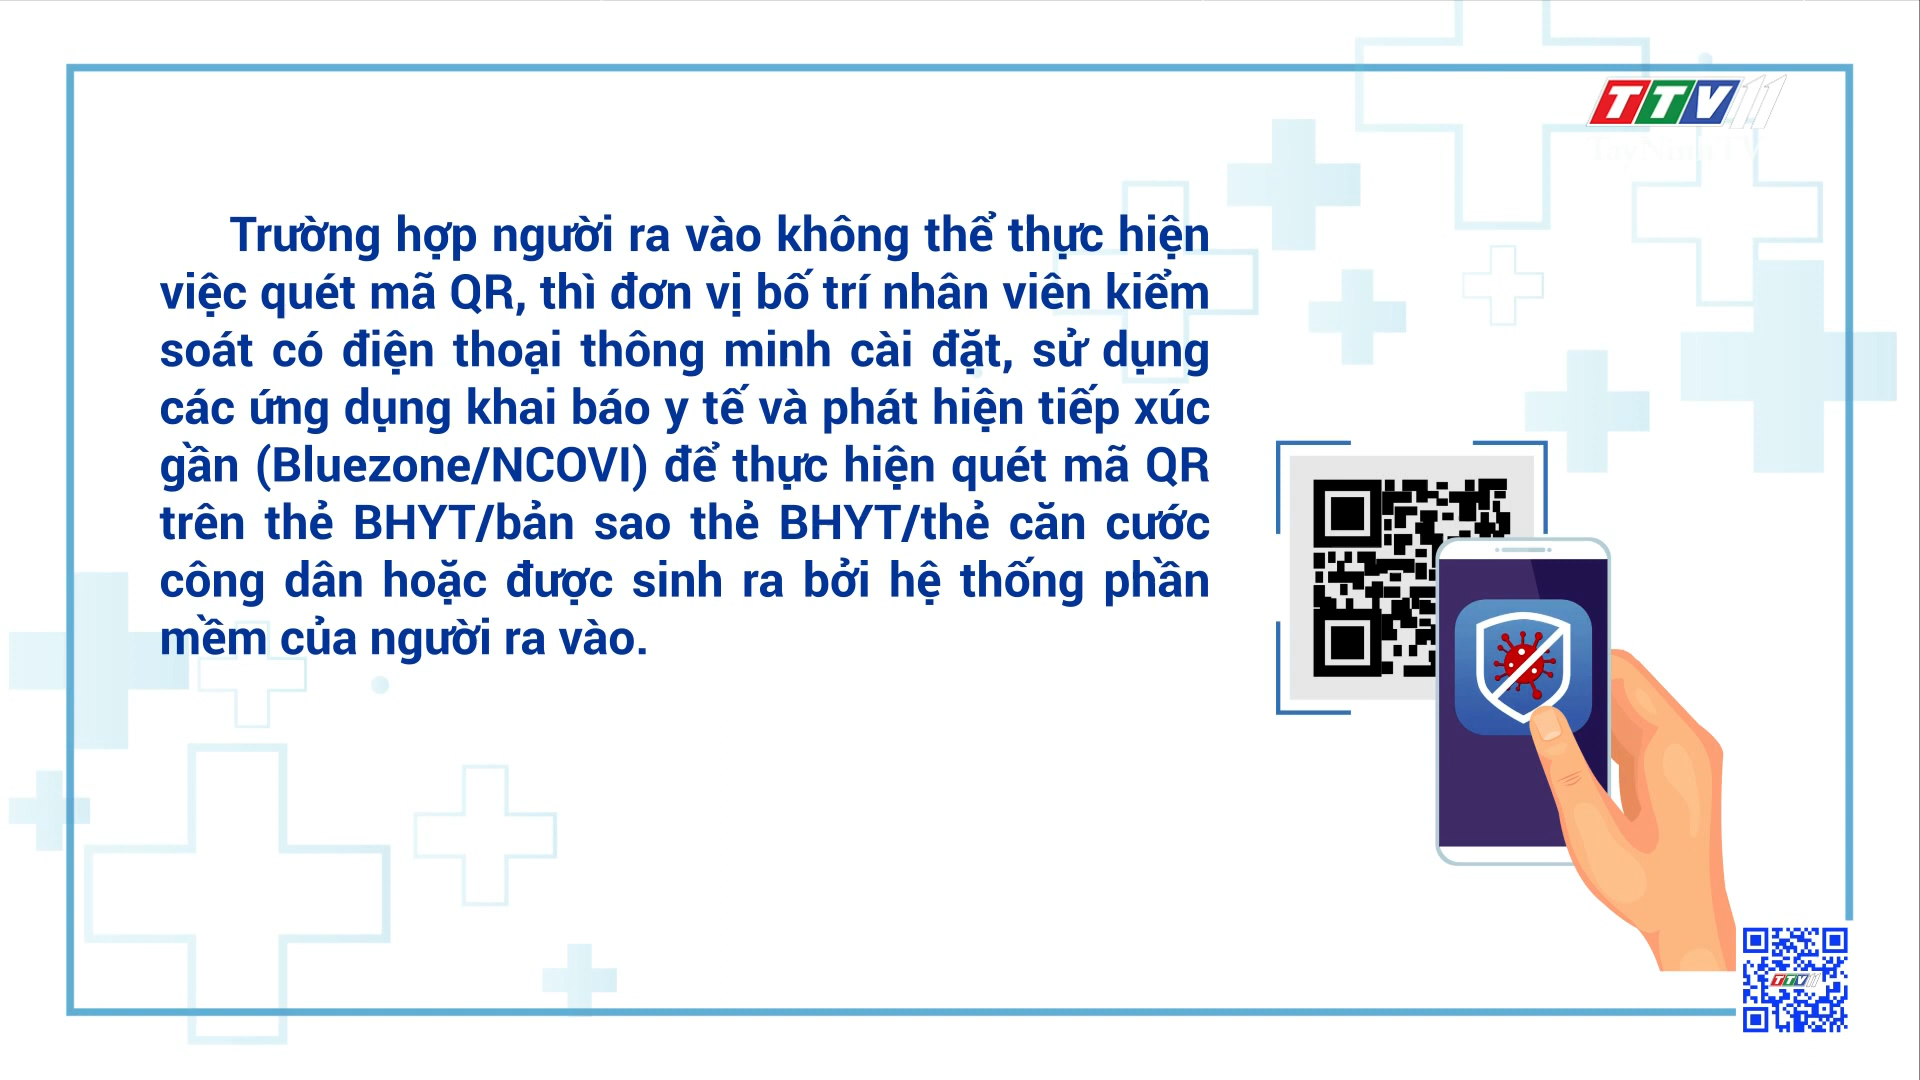 TTV11
TayNinhTV
Trường hợp người ra vào không thể thực hiện
việc quét mã QR, thì đơn vị bố trí nhân viên kiểm
soát có điện thoại thông minh cài đặt, sử dụng
các ứng dụng khai báo y tế và phát hiện tiếp xúc
gần (Bluezone/NCOVI) để thực hiện quét mã QR
trên thẻ BHYT/bản sao thẻ BHYT/thẻ căn cước
công dân hoặc được sinh ra bởi hệ thống phần
mềm của người ra vào.
TTV11